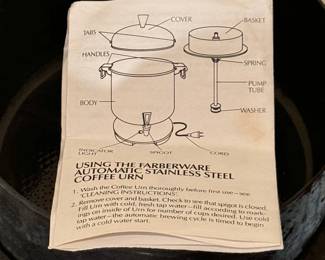 COVER
BASKET
TABS
HANDLES
SPRING
PUMP
TUBE
BODY
WASHER
INDICATOR
LIGHT
SPIGOT
CORD
USING THE FARBERWARE
AUTOMATIC STAINLESS STEEL
COFFEE URN
1. Wash the Coffee Urn thoroughly before first use—see
"CLEANING INSTRUCTIONS."
2. Remove cover and basket. Check to see that spigot is closed.
Fill Urn with cold, fresh tap water—fill according to mark-
ings on inside of Urn for number of cups desired. Use cold
tap water—the automatic brewing cycle is timed to begin
with a cold water start.